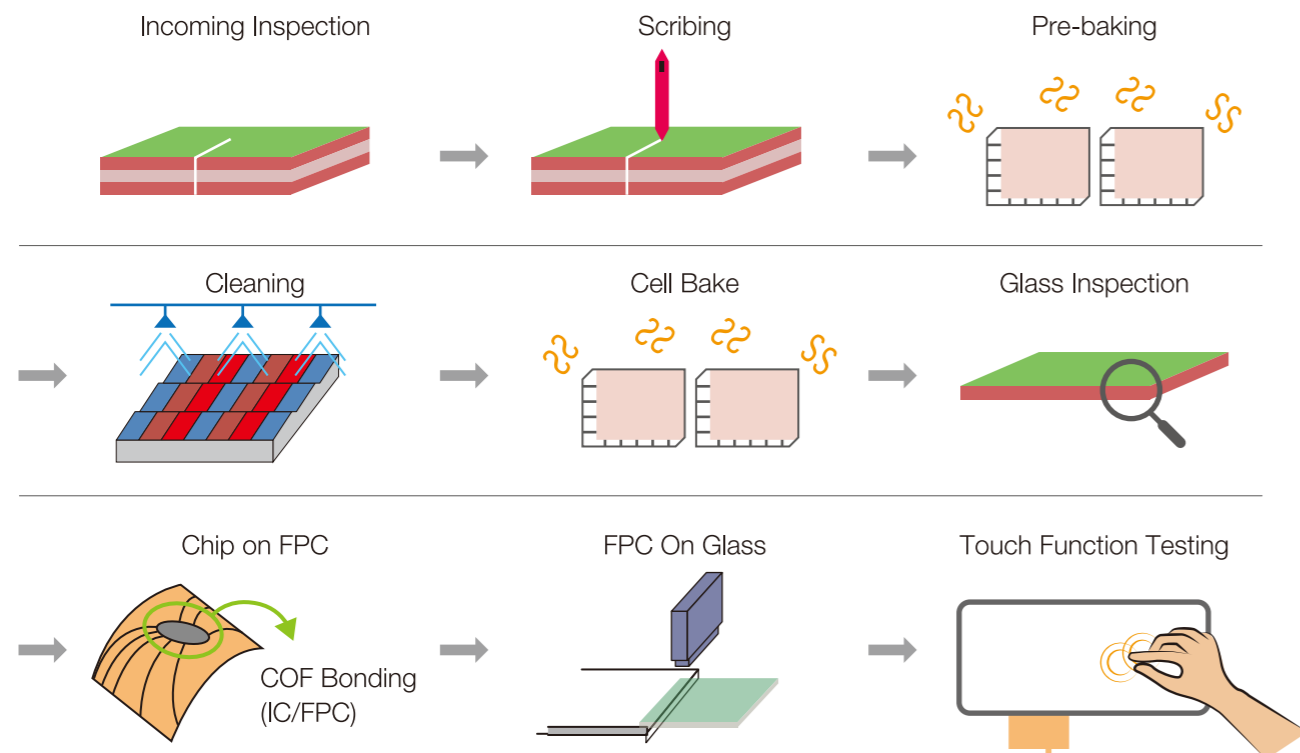 Incoming Inspection
Scribing
Pre-baking
Cleaning
Cell Bake
Glass Inspection
Chip on FPC
FPC On Glass
Touch Function Testing
COF Bonding
(IC/FPC)